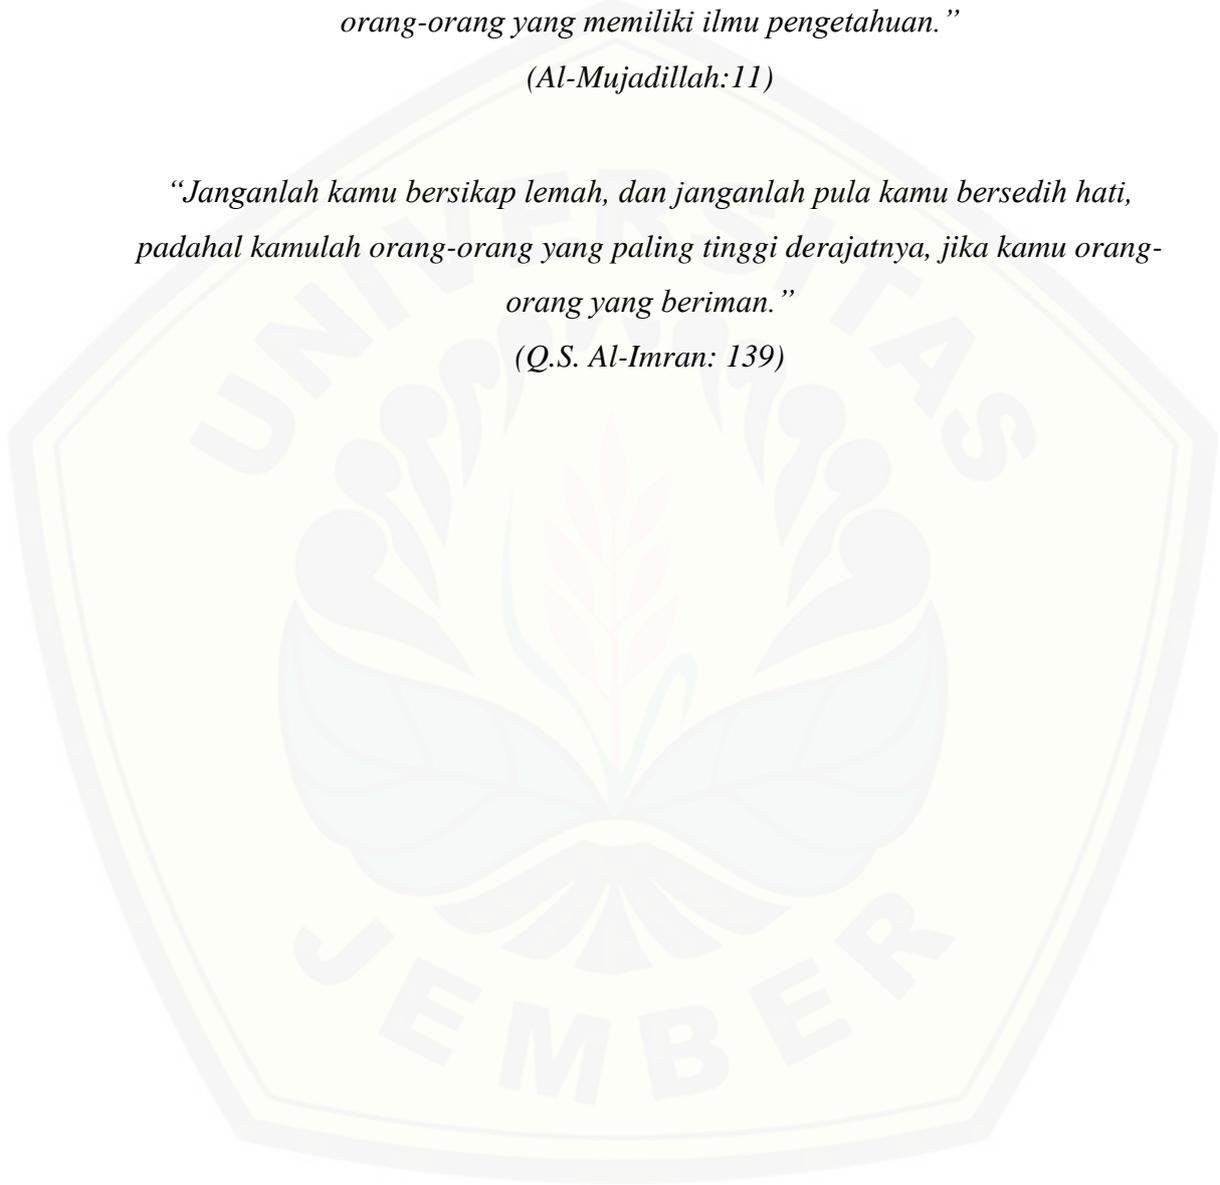 orang-orang yang memiliki ilmu pengetahuan.”
(Al-Mujadillah:11)
“Janganlah kamu bersikap lemah, dan janganlah pula kamu bersedih hati,
padahal kamulah orang-orang yang paling tinggi derajatnya, jika kamu orang-
orang yang beriman.”
(Q.S. Al-Imran: 139)
UNIVERSITAS
JEMBER